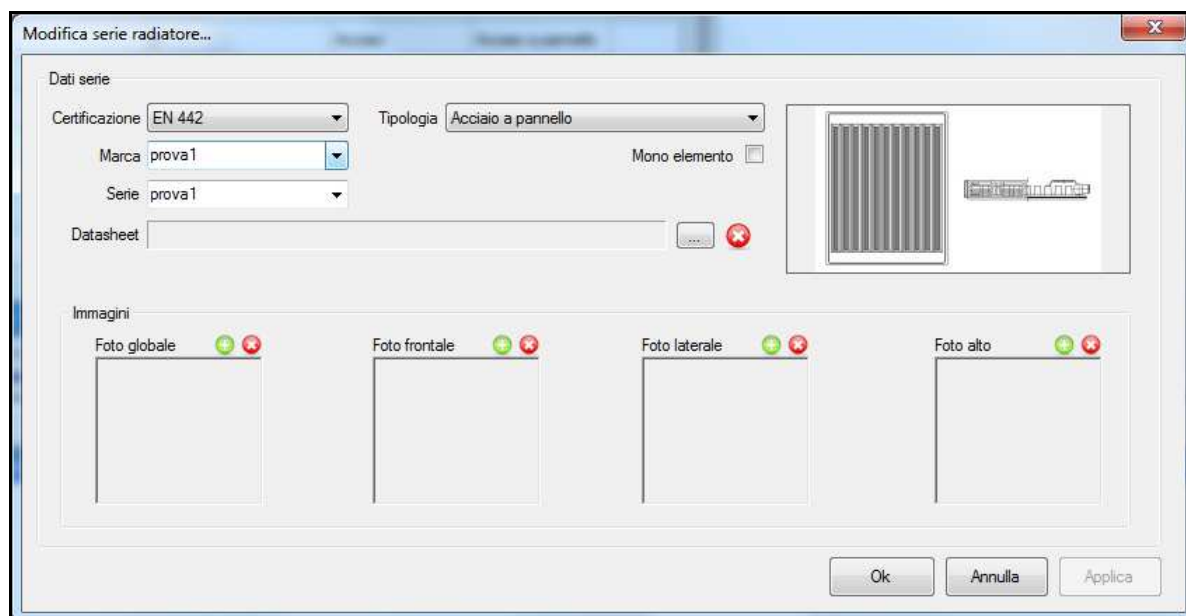 Modifica serie radiatore...
Dati serie
Certificazione EN 442 Tipologia Acciaio a pannello
Marca prova1 Mono elemento
Serie prova1
Datasheet ...
Immagini
Foto globale Foto frontale Foto laterale Foto alto
Ok Annulla Applica